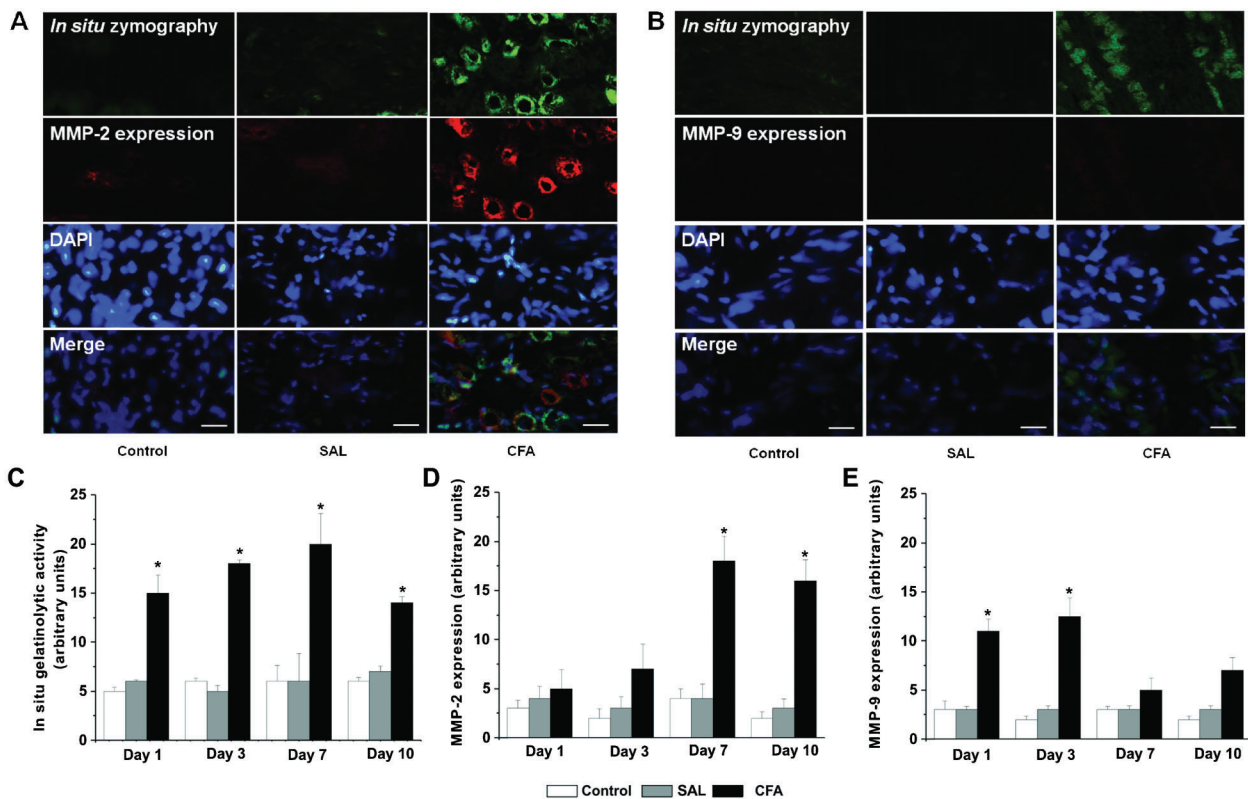 A
In situ zymography
MMP-2 expression
DAPI
Merge
Control SAL CFA
B
In situ zymography
MMP-9 expression
DAPI
Merge
Control SAL CFA
C
In situ gelatinolytic activity
(arbitrary units)
25
20
15
10
5
0
* * * *
Day 1 Day 3 Day 7 Day 10
D
MMP-2 expression (arbitrary units)
25
20
15
10
5
0
* *
Day 1 Day 3 Day 7 Day 10
E
MMP-9 expression (arbitrary units)
25
20
15
10
5
0
* *
Day 1 Day 3 Day 7 Day 10
Control SAL CFA